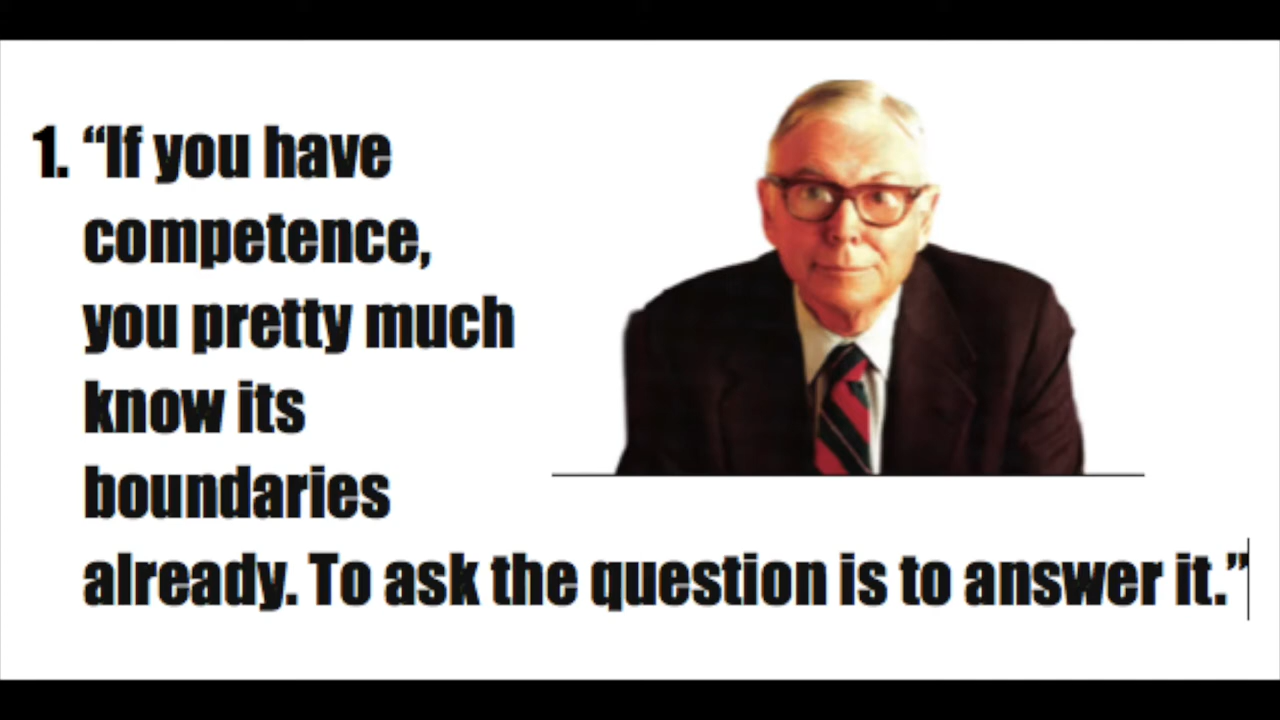 1. “If you have
competence,
you pretty much
know its
boundaries
already. To ask the question is to answer it.”